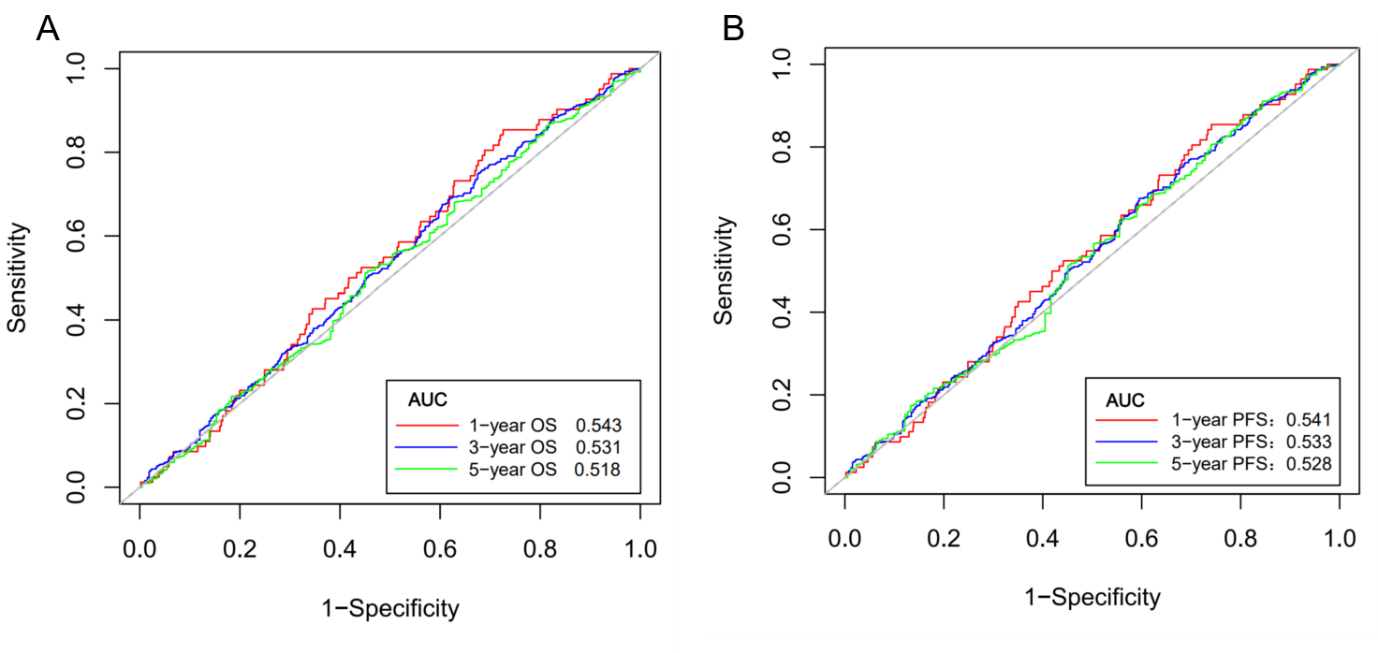 A
Sensitivity
1.0
0.8
0.6
0.4
0.2
0.0
AUC
1−year OS 0.543
3−year OS 0.531
5−year OS 0.518
0.0 0.2 0.4 0.6 0.8 1.0
1−Specificity
B
Sensitivity
1.0
0.8
0.6
0.4
0.2
0.0
AUC
1−year PFS：0.541
3−year PFS：0.533
5−year PFS：0.528
0.0 0.2 0.4 0.6 0.8 1.0
1−Specificity